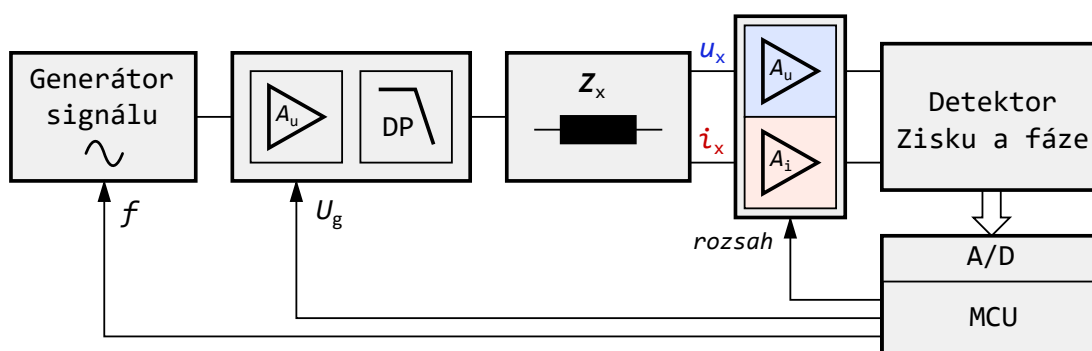 Generátor
signálu
A_u
DP
Z_x
u_x
i_x
A_u
A_i
Detektor
Zisku a fáze
f
U_g
rozsah
A/D
MCU